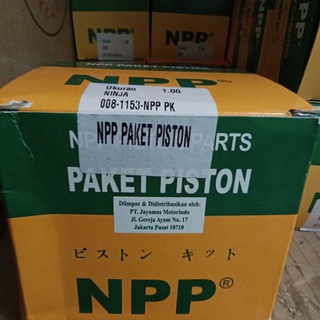 NPP®
Ukuran 1.00
NINJA
008-1153-NPP PK
NPP PAKET PISTON
PARTS
PAKET PISTON
Diimpor & Didistribusikan oleh:
PT. Jayamas Motorindo
Jl. Gereja Ayam No. 17
Jakarta Pusat 10710
ピストン キット
NPP®